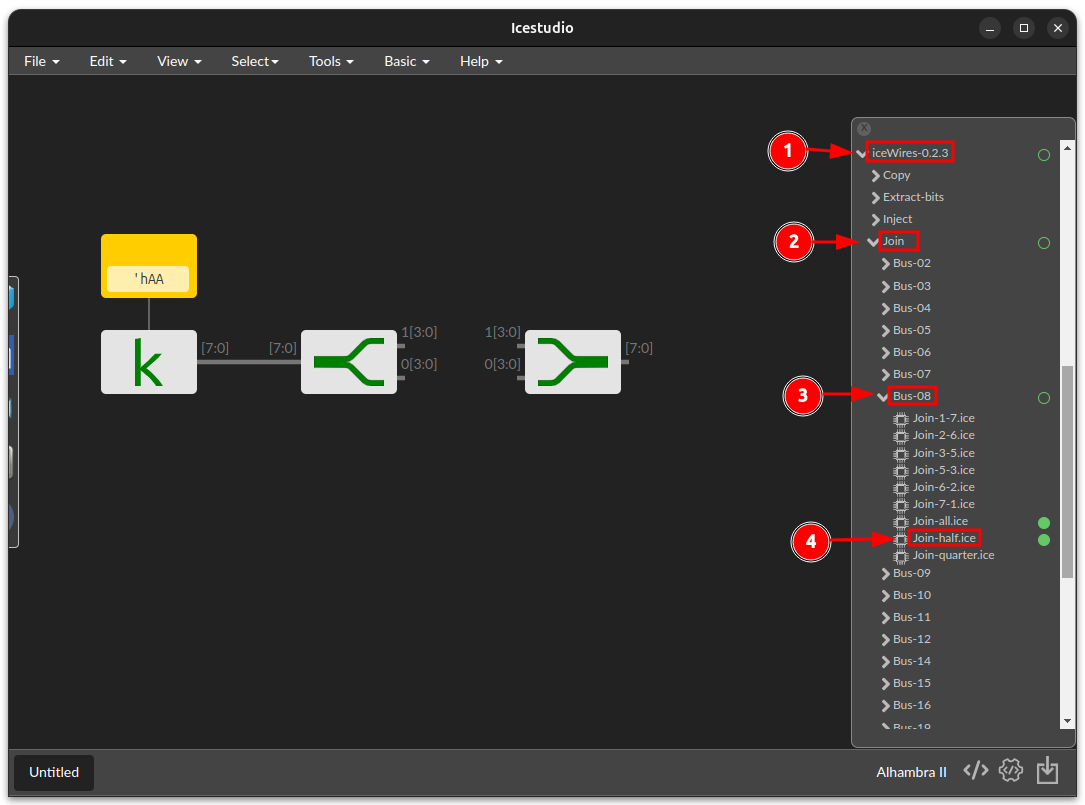 Icestudio
File Edit View Select Tools Basic Help
1 iceWires-0.2.3
Copy
Extract-bits
Inject
2 Join
Bus-02
Bus-03
Bus-04
Bus-05
Bus-06
Bus-07
3 Bus-08
Join-1-7.ice
Join-2-6.ice
Join-3-5.ice
Join-5-3.ice
Join-6-2.ice
Join-7-1.ice
Join-all.ice
4 Join-half.ice
Join-quarter.ice
Bus-09
Bus-10
Bus-11
Bus-12
Bus-14
Bus-15
Bus-16
Bus-19
'hAA
k
[7:0] [7:0] 1[3:0] 1[3:0] [7:0]
0[3:0] 0[3:0]
Untitled
Alhambra II </>